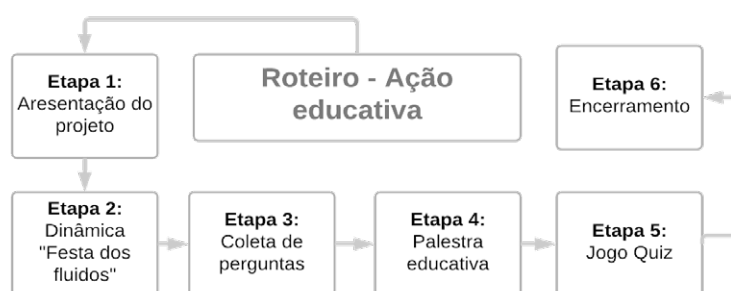 Roteiro - Ação
educativa
Etapa 1:
Aresentação do
projeto
Etapa 2:
Dinâmica
"Festa dos
fluidos"
Etapa 3:
Coleta de
perguntas
Etapa 4:
Palestra
educativa
Etapa 5:
Jogo Quiz
Etapa 6:
Encerramento